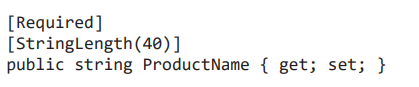 [Required]
[StringLength(40)]
public string ProductName { get; set; }